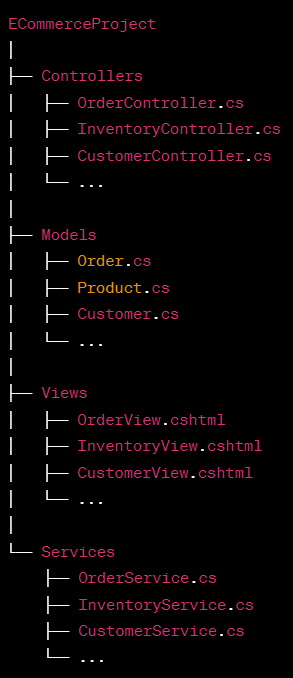 ECommerceProject
│
├── Controllers
│   ├── OrderController.cs
│   ├── InventoryController.cs
│   ├── CustomerController.cs
│   └── ...
│
├── Models
│   ├── Order.cs
│   ├── Product.cs
│   ├── Customer.cs
│   └── ...
│
├── Views
│   ├── OrderView.cshtml
│   ├── InventoryView.cshtml
│   ├── CustomerView.cshtml
│   └── ...
│
└── Services
    ├── OrderService.cs
    ├── InventoryService.cs
    ├── CustomerService.cs
    └── ...